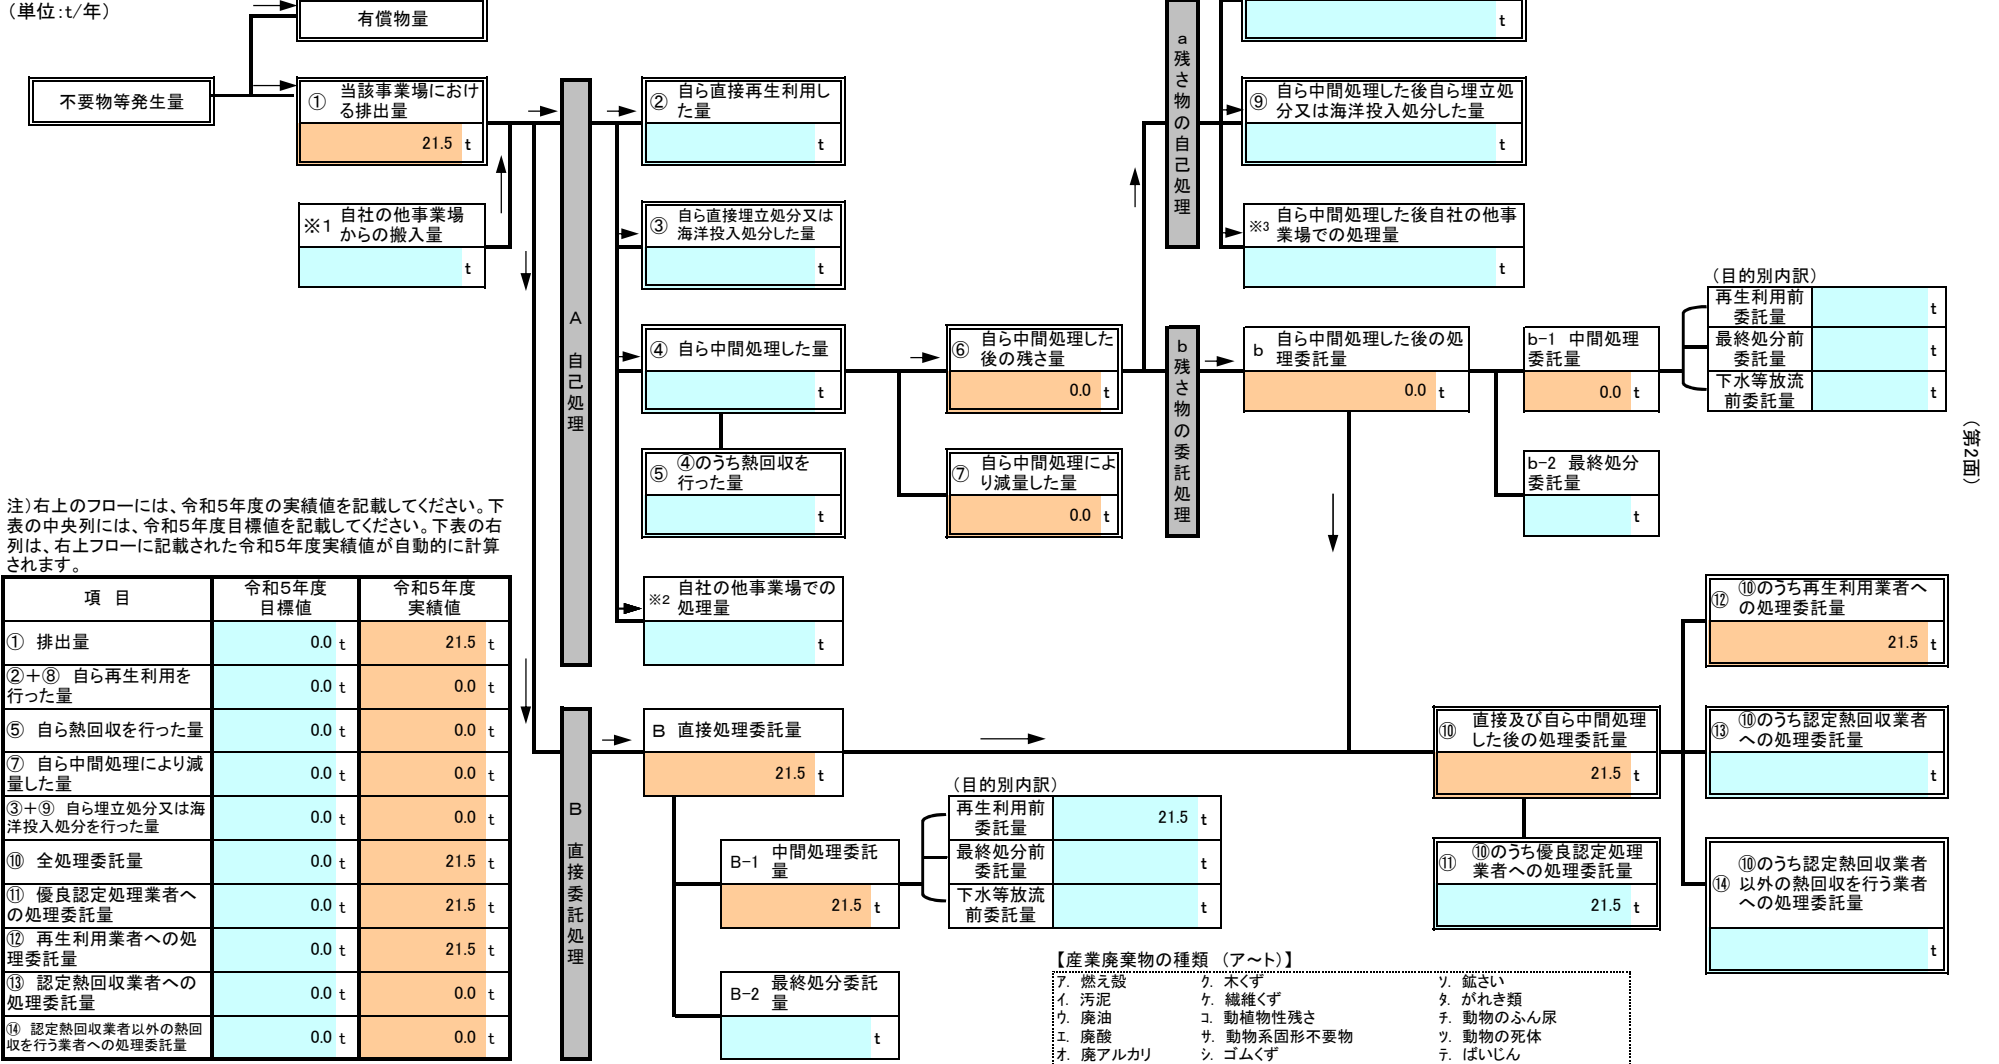 （単位：t/年）
有償物量
不要物等発生量
① 当該事業場におけ
る排出量
21.5 t
※1 自社の他事業場
からの搬入量
t
A 自己処理
② 自ら直接再生利用し
た量
t
③ 自ら直接埋立処分又は
海洋投入処分した量
t
④ 自ら中間処理した量
t
⑤ ④のうち熱回収を
行った量
t
※2 自社の他事業場での
処理量
t
⑥ 自ら中間処理した
後の残さ量
0.0 t
⑦ 自ら中間処理によ
り減量した量
0.0 t
a 残さ物の自己処理
t
⑨ 自ら中間処理した後自ら埋立処
分又は海洋投入処分した量
t
※3 自ら中間処理した後自社の他事
業場での処理量
t
b 残さ物の委託処理
b 自ら中間処理した後の処
理委託量
0.0 t
b-1 中間処理
委託量
0.0 t
（目的別内訳）
再生利用前
委託量
t
最終処分前
委託量
t
下水等放流
前委託量
t
b-2 最終処分
委託量
t
（第2面）
注）右上のフローには、令和5年度の実績値を記載してください。下
表の中央列には、令和5年度目標値を記載してください。下表の右
列は、右上フローに記載された令和5年度実績値が自動的に計算
されます。
項 目 令和5年度 目標値 令和5年度 実績値
① 排出量 0.0 t 21.5 t
②＋⑧ 自ら再生利用を
行った量 0.0 t 0.0 t
⑤ 自ら熱回収を行った量 0.0 t 0.0 t
⑦ 自ら中間処理により減
量した量 0.0 t 0.0 t
③＋⑨ 自ら埋立処分又は海
洋投入処分を行った量 0.0 t 0.0 t
⑩ 全処理委託量 0.0 t 21.5 t
⑪ 優良認定処理業者へ
の処理委託量 0.0 t 21.5 t
⑫ 再生利用業者への処
理委託量 0.0 t 21.5 t
⑬ 認定熱回収業者への
処理委託量 0.0 t 0.0 t
⑭ 認定熱回収業者以外の熱回
収を行う業者への処理委託量 0.0 t 0.0 t
B 直接委託処理
B 直接処理委託量
21.5 t
B-1 中間処理委託
量
21.5 t
（目的別内訳）
再生利用前
委託量
21.5 t
最終処分前
委託量
t
下水等放流
前委託量
t
B-2 最終処分委託
量
t
⑩ 直接及び自ら中間処理
した後の処理委託量
21.5 t
⑪ ⑩のうち優良認定処理
業者への処理委託量
21.5 t
⑫ ⑩のうち再生利用業者へ
の処理委託量
21.5 t
⑬ ⑩のうち認定熱回収業者
への処理委託量
t
⑭ ⑩のうち認定熱回収業者
以外の熱回収を行う業者
への処理委託量
t
【産業廃棄物の種類 （ア～ト）】
ア. 燃え殻 ク. 木くず ソ. 鉱さい
イ. 汚泥 ケ. 繊維くず タ. がれき類
ウ. 廃油 コ. 動植物性残さ チ. 動物のふん尿
エ. 廃酸 サ. 動物系固形不要物 ツ. 動物の死体
オ. 廃アルカリ シ. ゴムくず テ. ばいじん